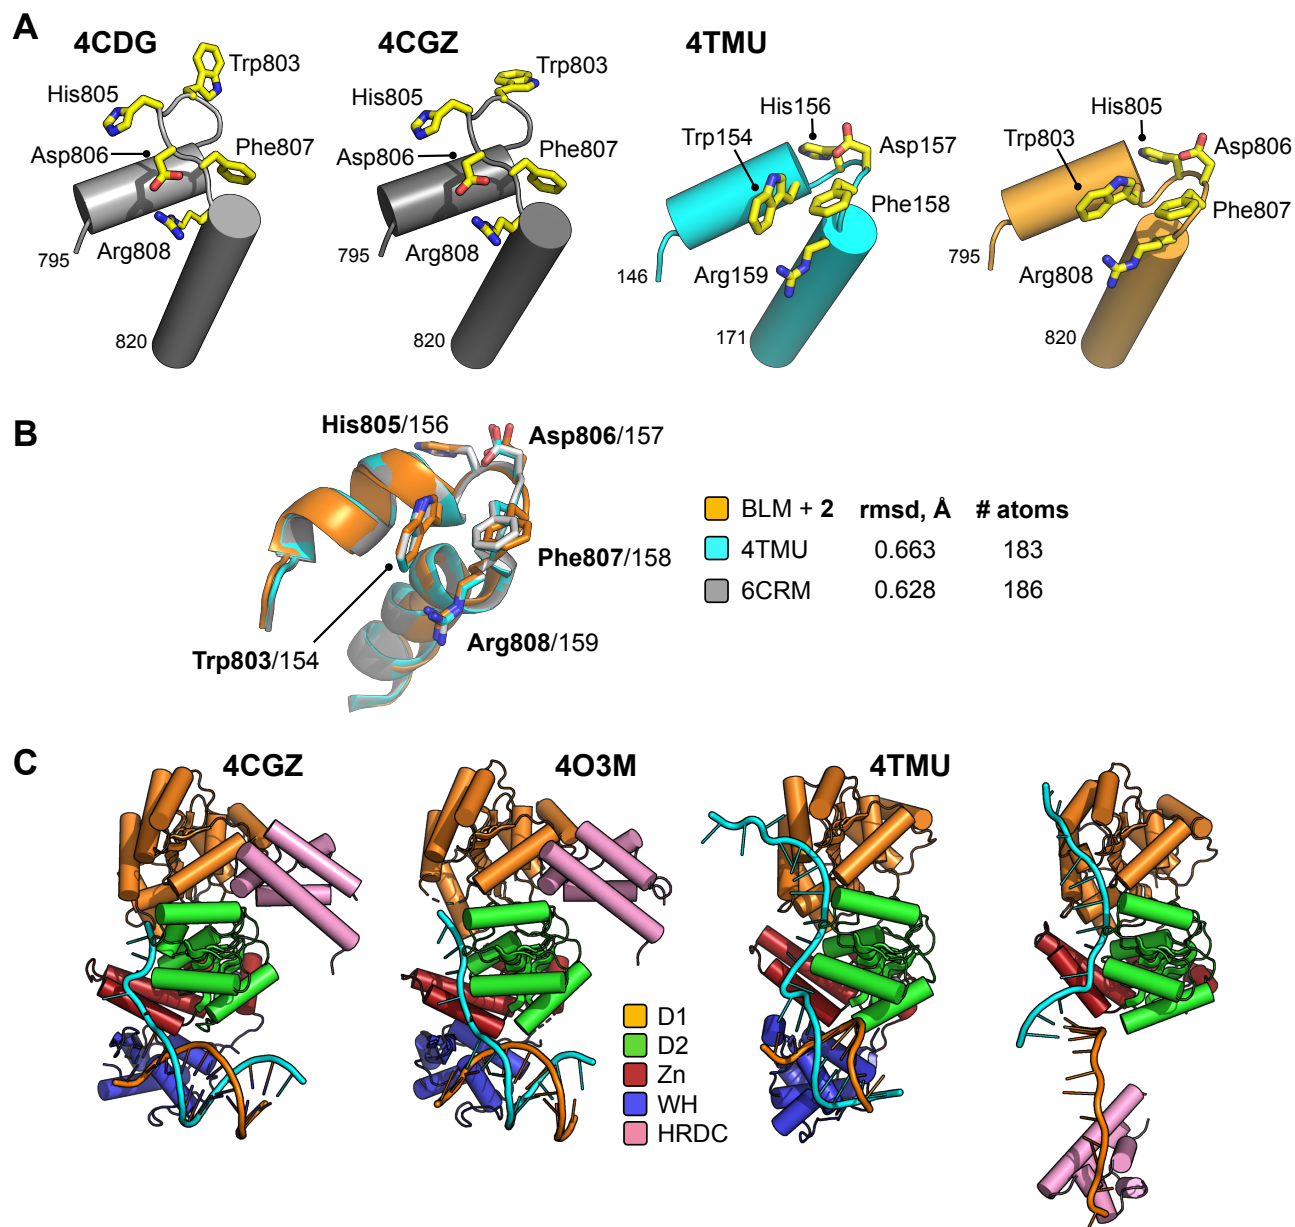 A
4CDG
4CGZ
4TMU
Trp803
His805
Asp806
Phe807
Arg808
795
820
Trp803
His805
Asp806
Phe807
Arg808
795
820
His156
Trp154
Asp157
Phe158
Arg159
146
171
His805
Trp803
Asp806
Phe807
Arg808
795
820
B
His805/156
Asp806/157
Phe807/158
Arg808/159
Trp803/154
BLM + 2 rmsd, Å # atoms
4TMU 0.663 183
6CRM 0.628 186
C
4CGZ
4O3M
4TMU
D1
D2
Zn
WH
HRDC